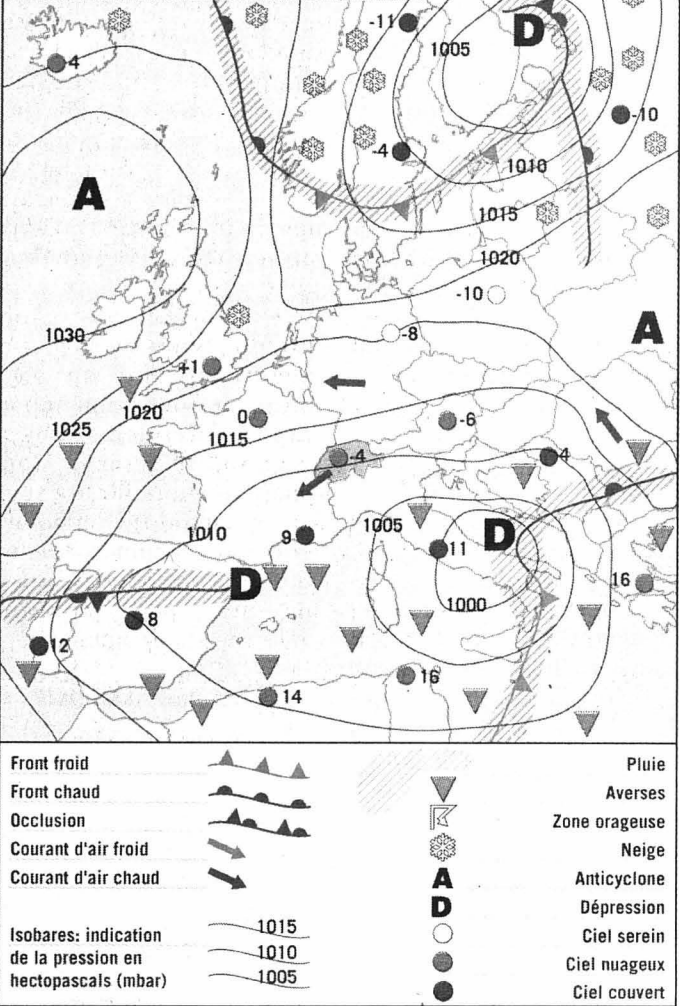 -11
D
4
1005
-10
-4
1010
A
1015
1020
-10
A
-8
1030
+1
1020
0
-6
1025
1015
-4
4
1010
9
1005
D
11
D
16
1000
8
12
16
14
Front froid
Front chaud
Occlusion
Courant d'air froid
Courant d'air chaud
Isobares: indication
de la pression en
hectopascals (mbar)
1015
1010
1005
Pluie
Averses
Zone orageuse
Neige
A Anticyclone
D Dépression
Ciel serein
Ciel nuageux
Ciel couvert